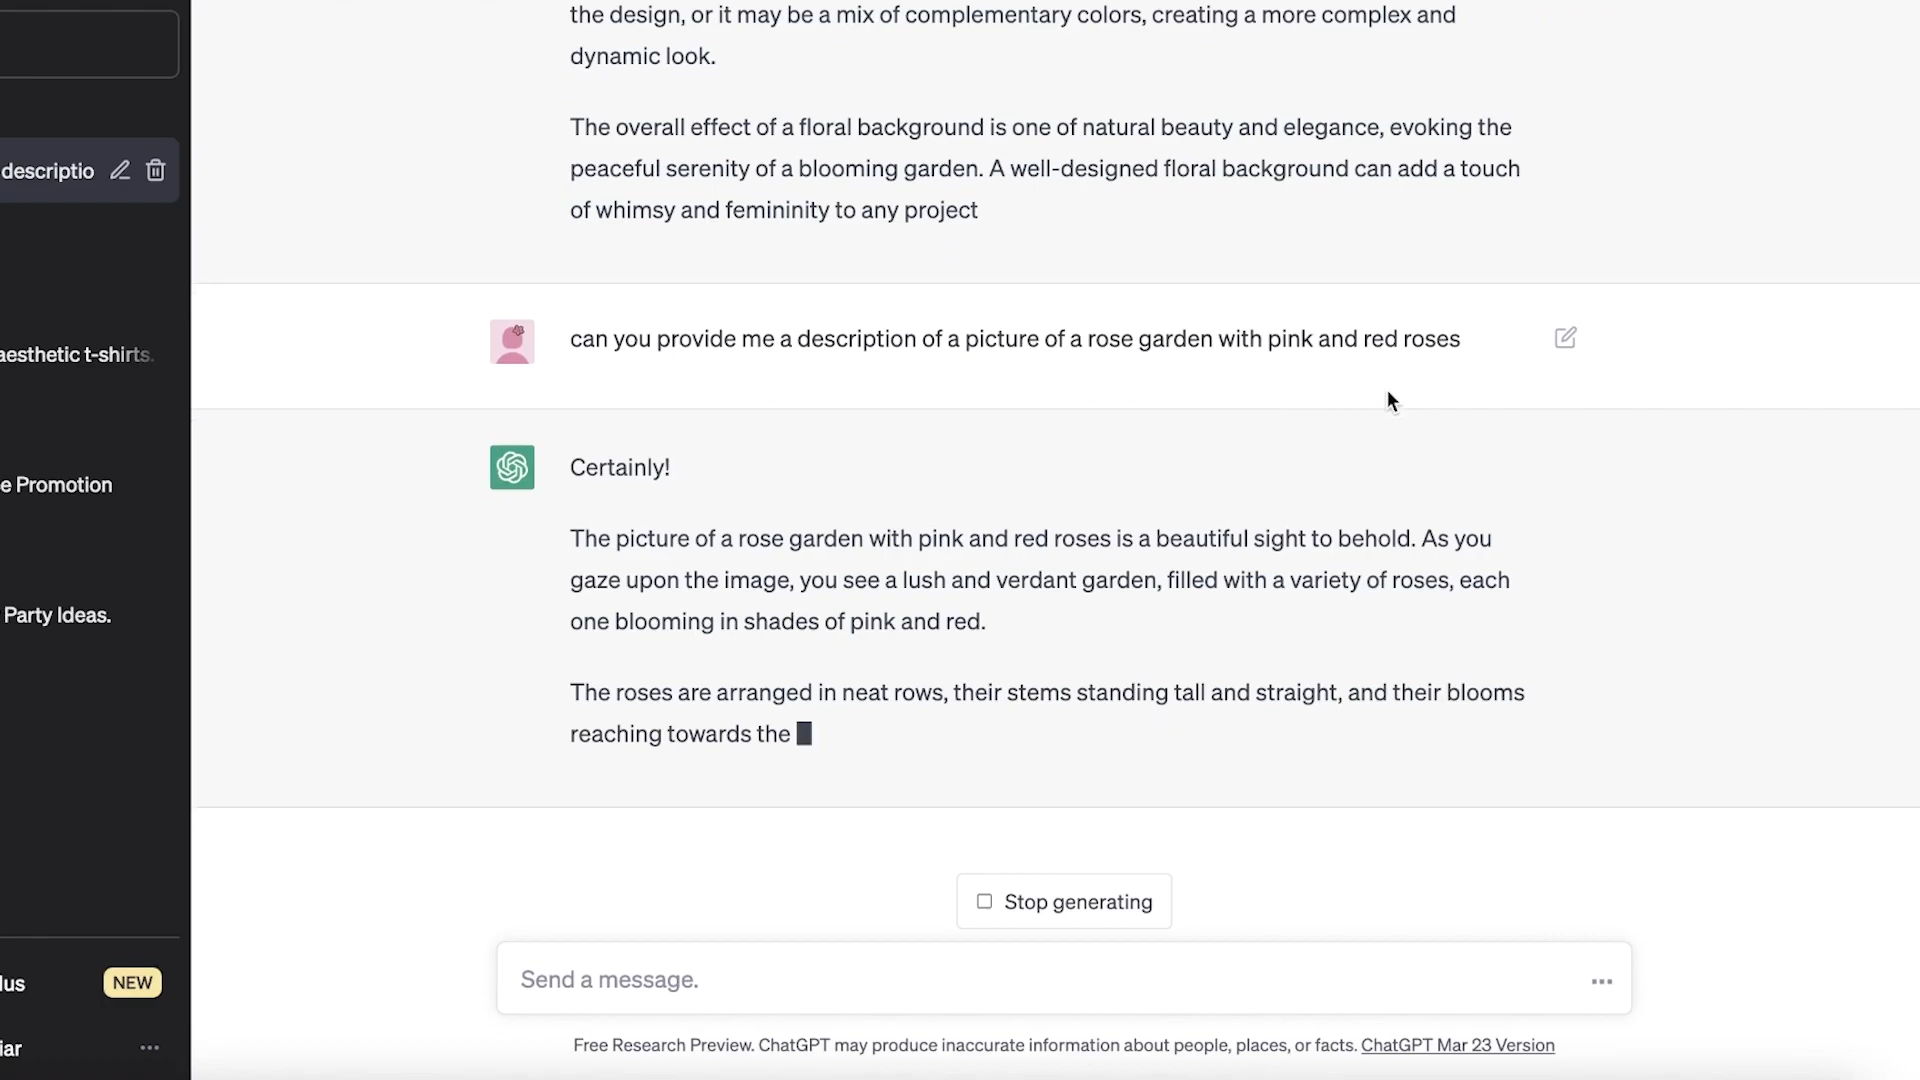 the design, or it may be a mix of complementary colors, creating a more complex and
dynamic look.
The overall effect of a floral background is one of natural beauty and elegance, evoking the
peaceful serenity of a blooming garden. A well-designed floral background can add a touch
of whimsy and femininity to any project
descriptio
aesthetic t-shirts.
e Promotion
Party Ideas.
lus
NEW
iar
can you provide me a description of a picture of a rose garden with pink and red roses
Certainly!
The picture of a rose garden with pink and red roses is a beautiful sight to behold. As you
gaze upon the image, you see a lush and verdant garden, filled with a variety of roses, each
one blooming in shades of pink and red.
The roses are arranged in neat rows, their stems standing tall and straight, and their blooms
reaching towards the
Stop generating
Send a message.
Free Research Preview. ChatGPT may produce inaccurate information about people, places, or facts. ChatGPT Mar 23 Version